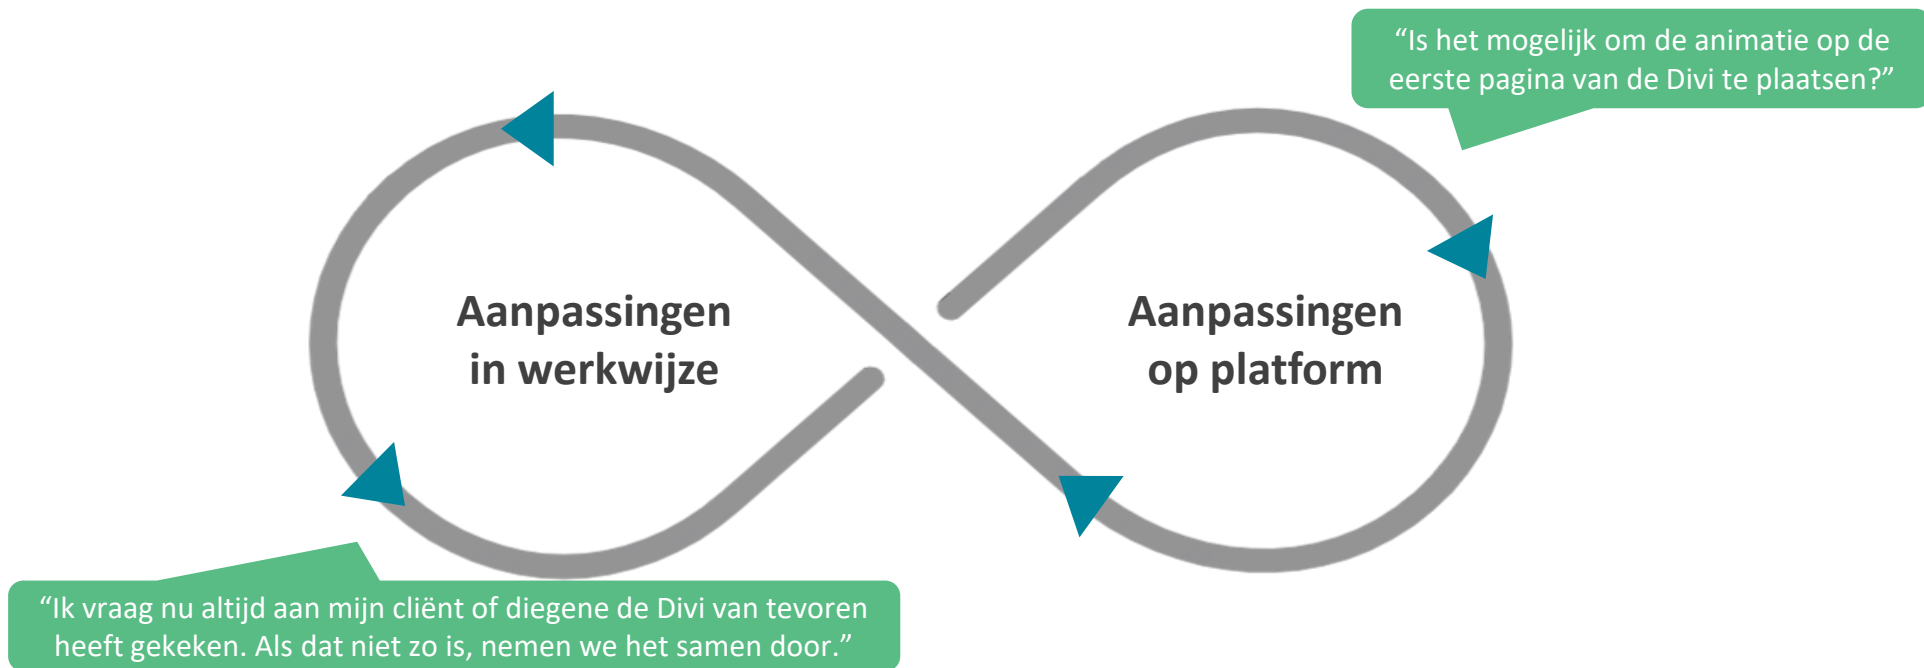 “Is het mogelijk om de animatie op de
eerste pagina van de Divi te plaatsen?”
Aanpassingen
in werkwijze
Aanpassingen
op platform
“Ik vraag nu altijd aan mijn cliënt of diegene de Divi van tevoren
heeft gekeken. Als dat niet zo is, nemen we het samen door.”